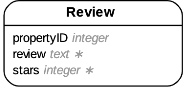 Review
propertyID integer
review text *
stars integer *